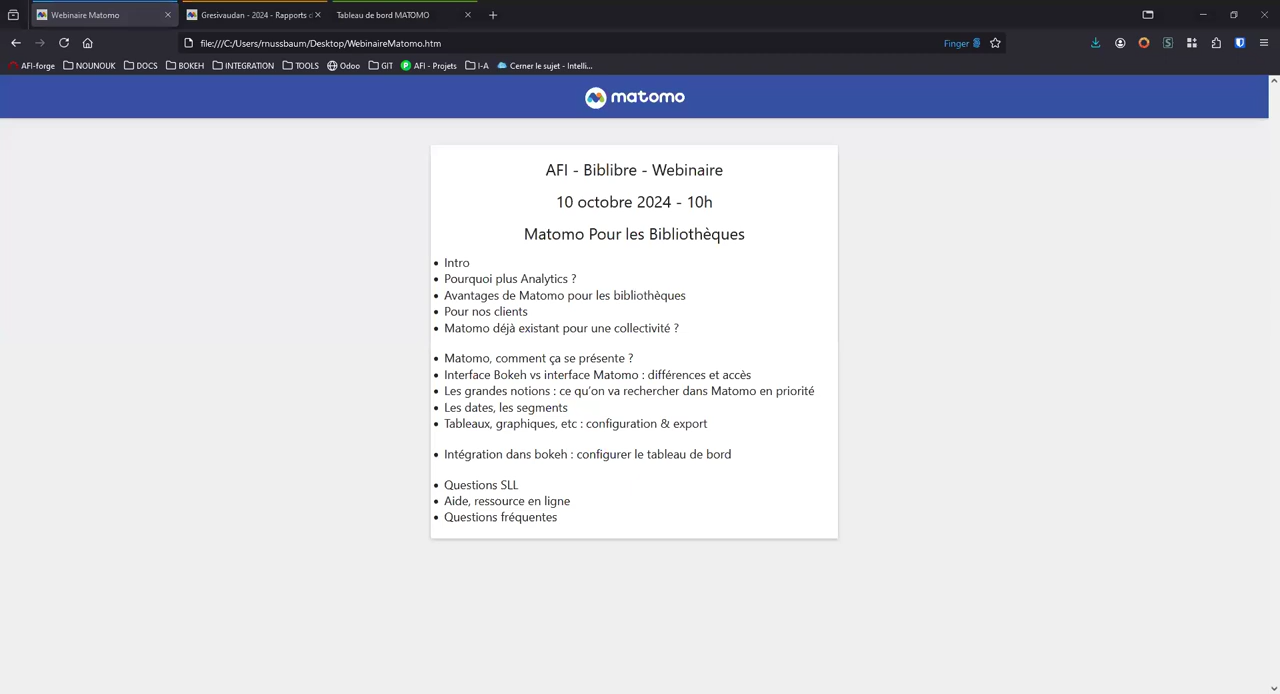 Webinaire Matomo
Gresivaudan - 2024 - Rapports d
Tableau de bord MATOMO
file:///C:/Users/rnussbaum/Desktop/WebinaireMatomo.htm
Finger
AFI-forge
NOUNOUK
DOCS
BOKEH
INTEGRATION
TOOLS
Odoo
GIT
AFI - Projets
I-A
Cerner le sujet - Intelli...
matomo
AFI - Biblibre - Webinaire
10 octobre 2024 - 10h
Matomo Pour les Bibliothèques
• Intro
• Pourquoi plus Analytics ?
• Avantages de Matomo pour les bibliothèques
• Pour nos clients
• Matomo déjà existant pour une collectivité ?
• Matomo, comment ça se présente ?
• Interface Bokeh vs interface Matomo : différences et accès
• Les grandes notions : ce qu'on va rechercher dans Matomo en priorité
• Les dates, les segments
• Tableaux, graphiques, etc : configuration & export
• Intégration dans bokeh : configurer le tableau de bord
• Questions SLL
• Aide, ressource en ligne
• Questions fréquentes